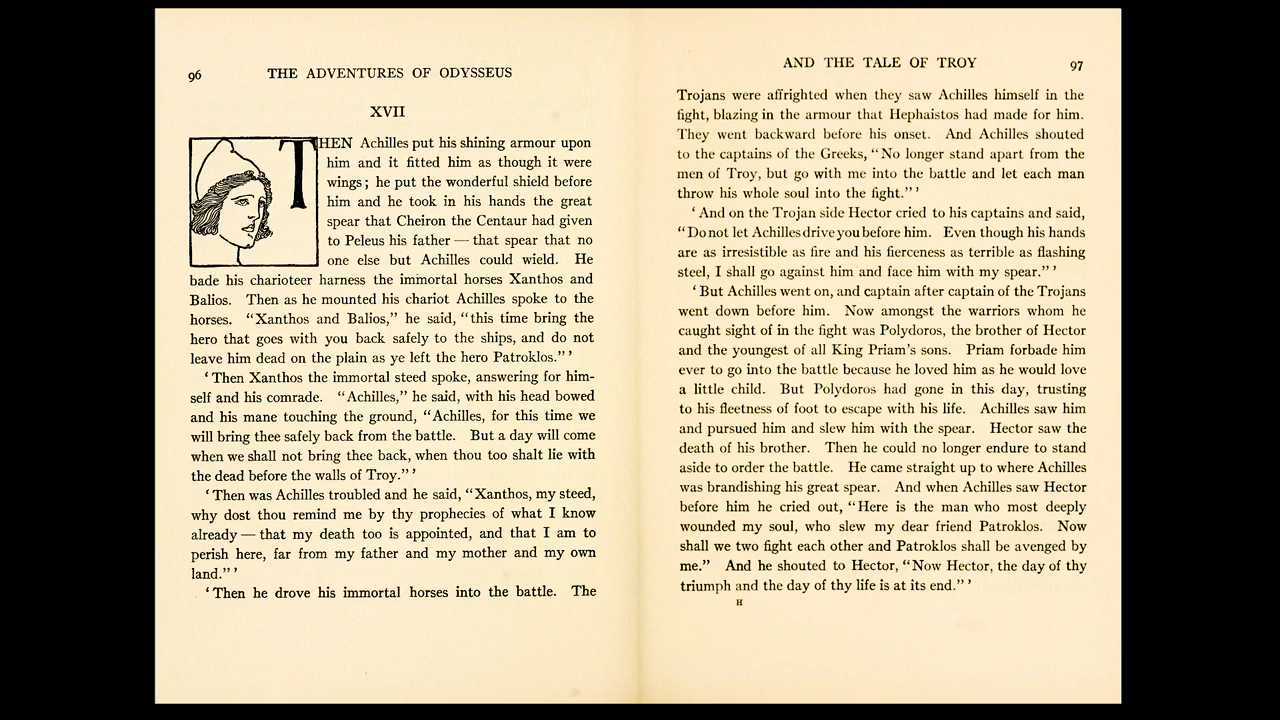 96
THE ADVENTURES OF ODYSSEUS
XVII
THEN Achilles put his shining armour upon
him and it fitted him as though it were
wings; he put the wonderful shield before
him and he took in his hands the great
spear that Cheiron the Centaur had given
to Peleus his father — that spear that no
one else but Achilles could wield. He
bade his charioteer harness the immortal horses Xanthos and
Balios. Then as he mounted his chariot Achilles spoke to the
horses. “Xanthos and Balios,” he said, “this time bring the
hero that goes with you back safely to the ships, and do not
leave him dead on the plain as ye left the hero Patroklos.” ’
‘Then Xanthos the immortal steed spoke, answering for him-
self and his comrade. “Achilles,” he said, with his head bowed
and his mane touching the ground, “Achilles, for this time we
will bring thee safely back from the battle. But a day will come
when we shall not bring thee back, when thou too shalt lie with
the dead before the walls of Troy.” ’
‘Then was Achilles troubled and he said, “Xanthos, my steed,
why dost thou remind me by thy prophecies of what I know
already — that my death too is appointed, and that I am to
perish here, far from my father and my mother and my own
land.” ’
‘Then he drove his immortal horses into the battle. The
AND THE TALE OF TROY
97
Trojans were affrighted when they saw Achilles himself in the
fight, blazing in the armour that Hephaistos had made for him.
They went backward before his onset. And Achilles shouted
to the captains of the Greeks, “No longer stand apart from the
men of Troy, but go with me into the battle and let each man
throw his whole soul into the fight.” ’
‘And on the Trojan side Hector cried to his captains and said,
“Do not let Achilles drive you before him. Even though his hands
are as irresistible as fire and his fierceness as terrible as flashing
steel, I shall go against him and face him with my spear.” ’
‘But Achilles went on, and captain after captain of the Trojans
went down before him. Now amongst the warriors whom he
caught sight of in the fight was Polydoros, the brother of Hector
and the youngest of all King Priam’s sons. Priam forbade him
ever to go into the battle because he loved him as he would love
a little child. But Polydoros had gone in this day, trusting
to his fleetness of foot to escape with his life. Achilles saw him
and pursued him and slew him with the spear. Hector saw the
death of his brother. Then he could no longer endure to stand
aside to order the battle. He came straight up to where Achilles
was brandishing his great spear. And when Achilles saw Hector
before him he cried out, “Here is the man who most deeply
wounded my soul, who slew my dear friend Patroklos. Now
shall we two fight each other and Patroklos shall be avenged by
me.” And he shouted to Hector, “Now Hector, the day of thy
triumph and the day of thy life is at its end.” ’
H